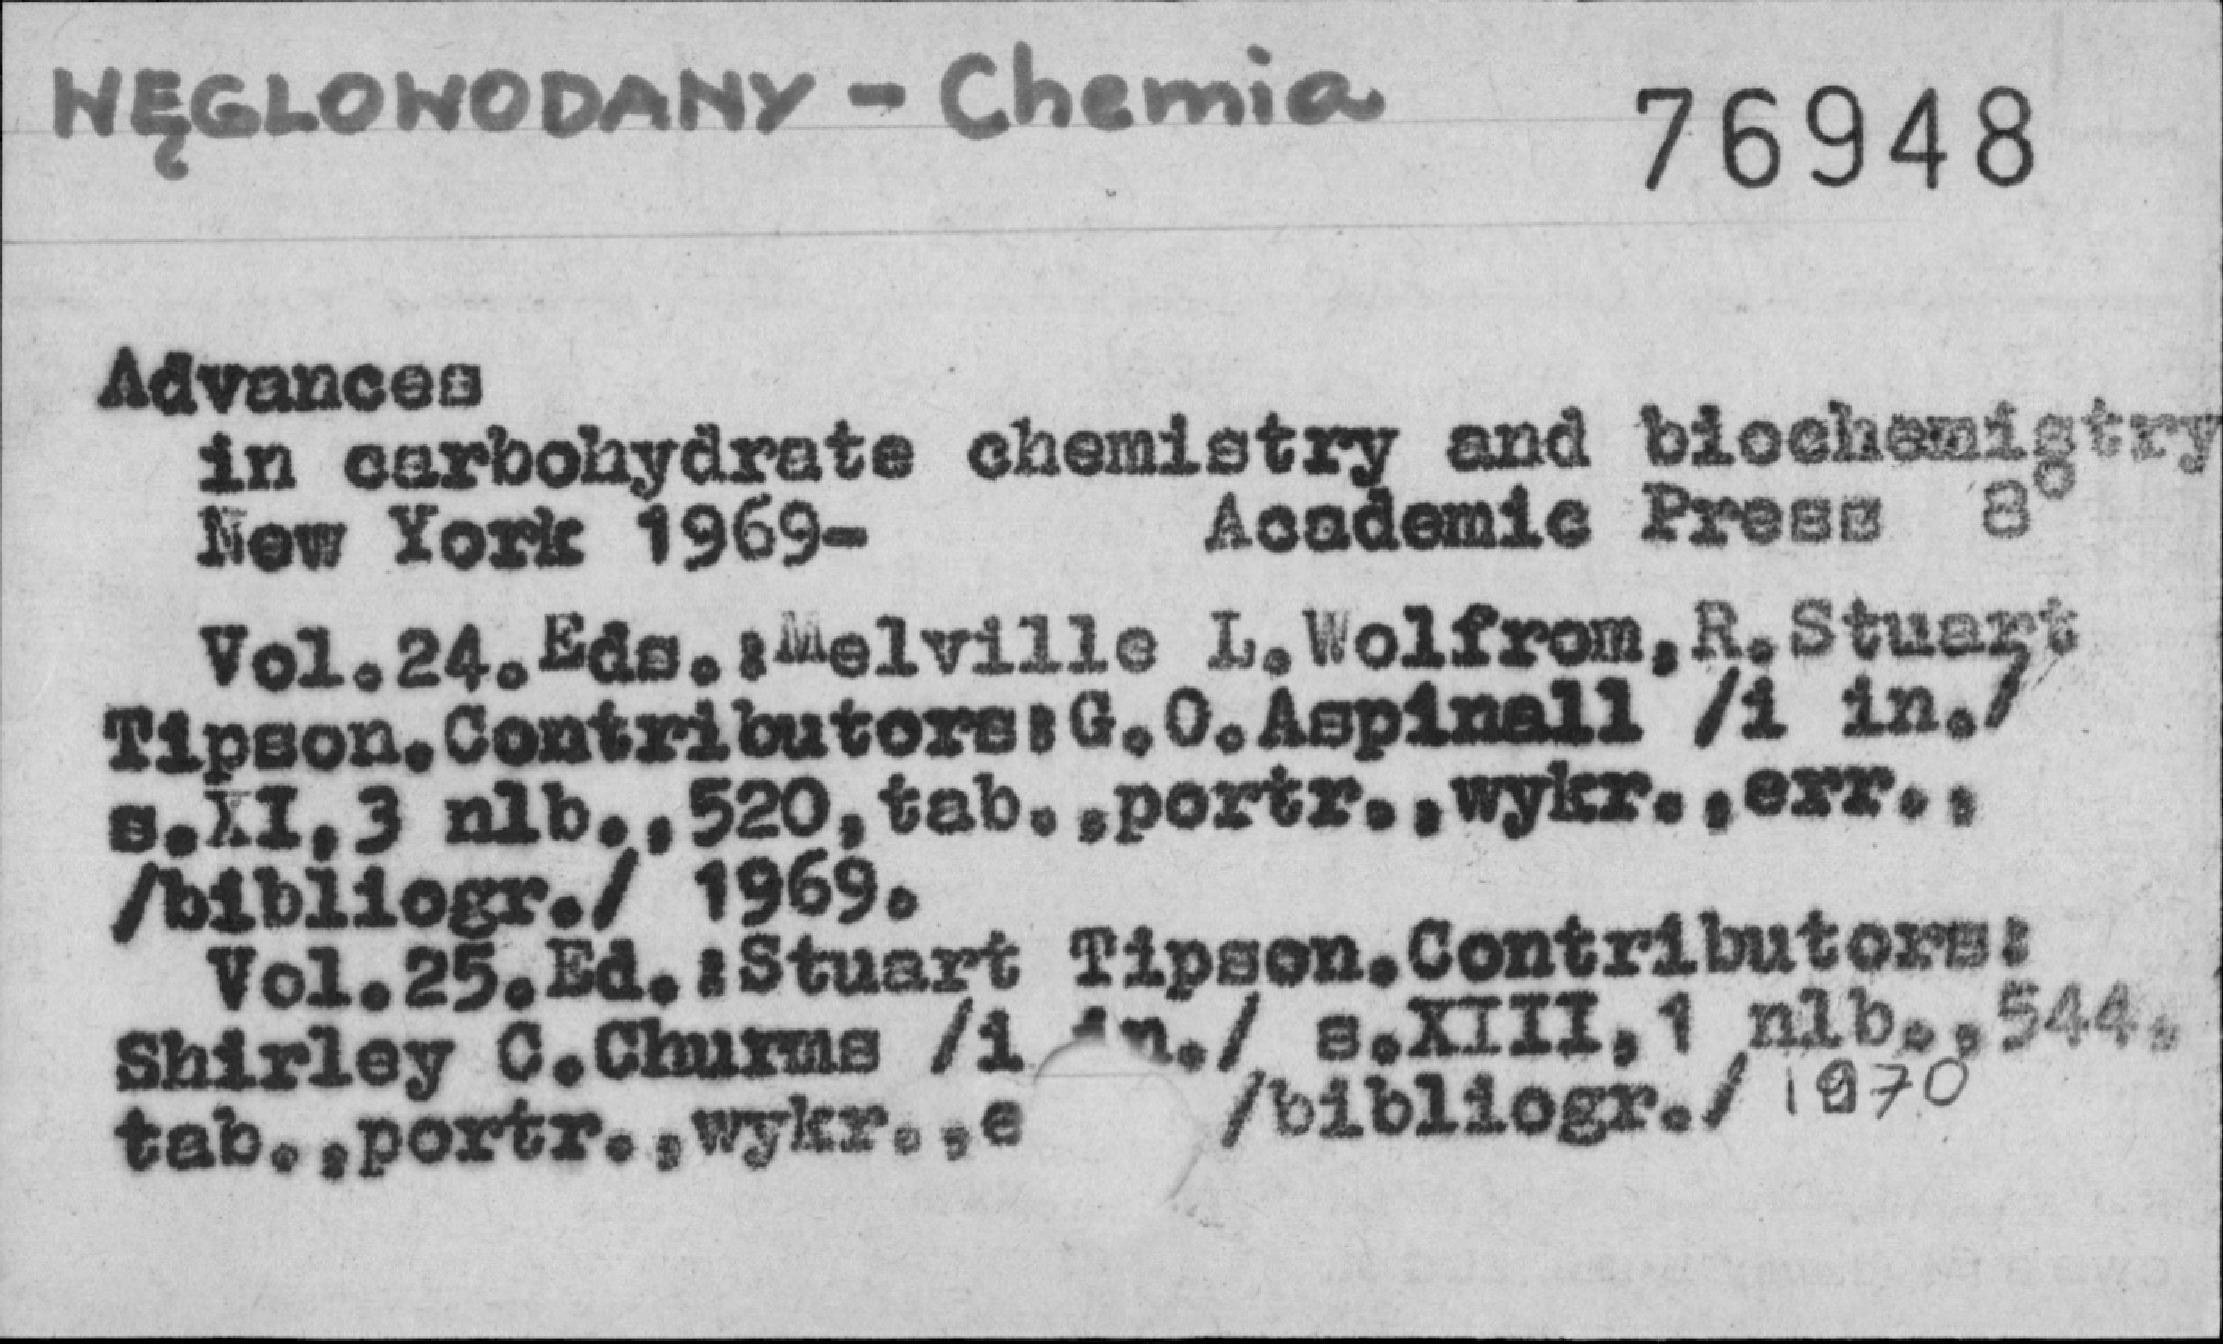 WĘGLOWODANY - Chemia
76948
Advances
in carbohydrate chemistry and biochemistry
New York 1969- Academic Press 8°
Vol.24.Eds.:Melville L.Wolfrom,R.Stuart
Tipson.Contributors:G.O.Aspinall /i in./
s.XI,3 nlb.,520,tab.,portr.,wykr.,err.,
/bibliogr./ 1969.
Vol.25.Ed.:Stuart Tipson.Contributors:
Shirley C.Churms /i in./ s.XIII,1 nlb.,544,
tab.,portr.,wykr., /bibliogr./ 1970